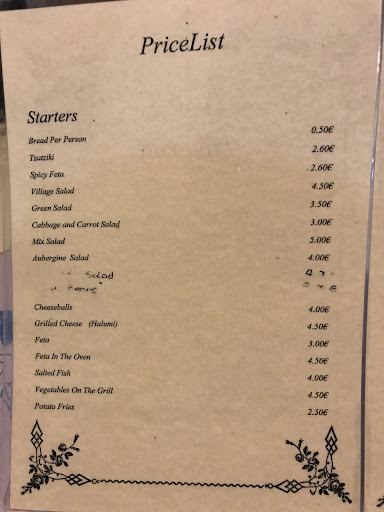 PriceList
Starters
Bread Per Person 0.50€
Tzatziki 2.60€
Spicy Feta 2.60€
Village Salad 4.50€
Green Salad 3.50€
Cabbage and Carrot Salad 3.00€
Mix Salad 5.00€
Aubergine Salad 4.00€
Salad
Cheeseballs 4.00€
Grilled Cheese (Halumi) 4.50€
Feta 3.00€
Feta In The Oven 4.50€
Salted Fish 4.00€
Vegetables On The Grill 4.50€
Potato Fries 2.50€